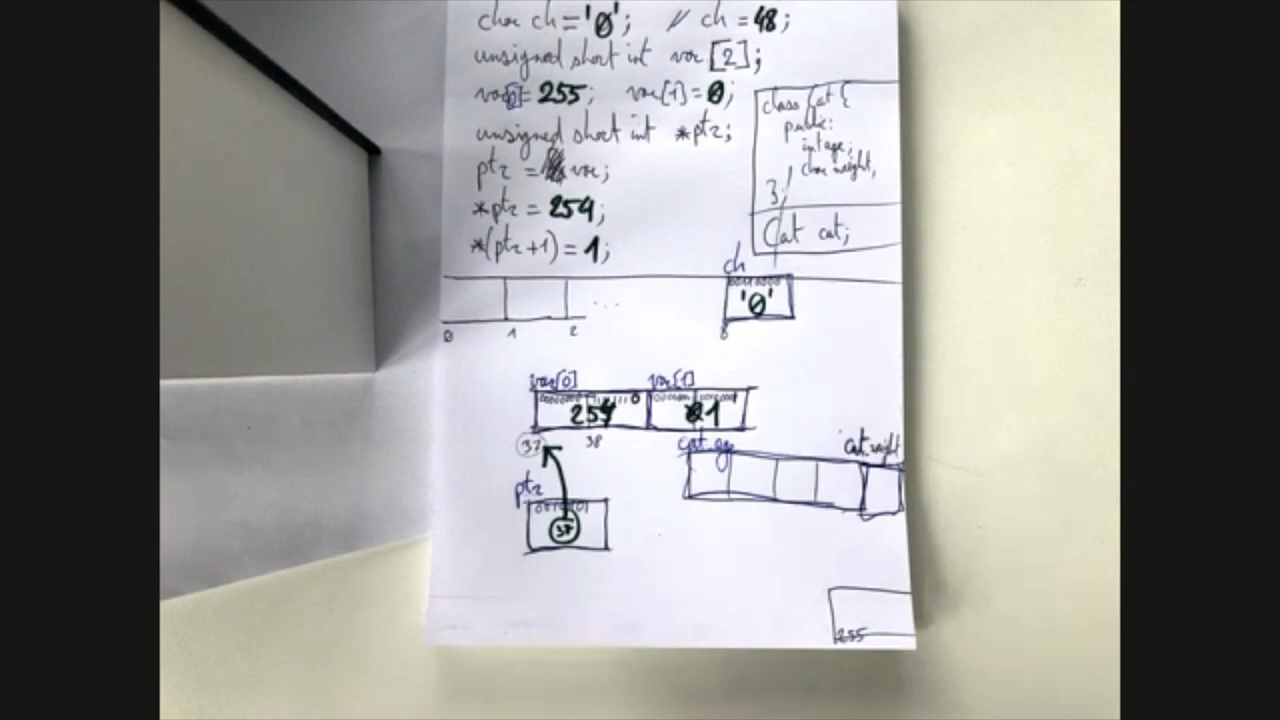 char ch = '0'; // ch = 48;
unsigned short int var [2];
var[0] = 255; var[1] = 0;
unsigned short int *ptr;
ptr = var;
*ptr = 254;
*(ptr+1) = 1;
class Cat {
public:
int age;
char weight;
};
Cat cat;
ch
00110000
'0'
0 1 2 ... 8
var[0] var[1]
254 1
37 38
cat.age cat.weight
ptr
37
255